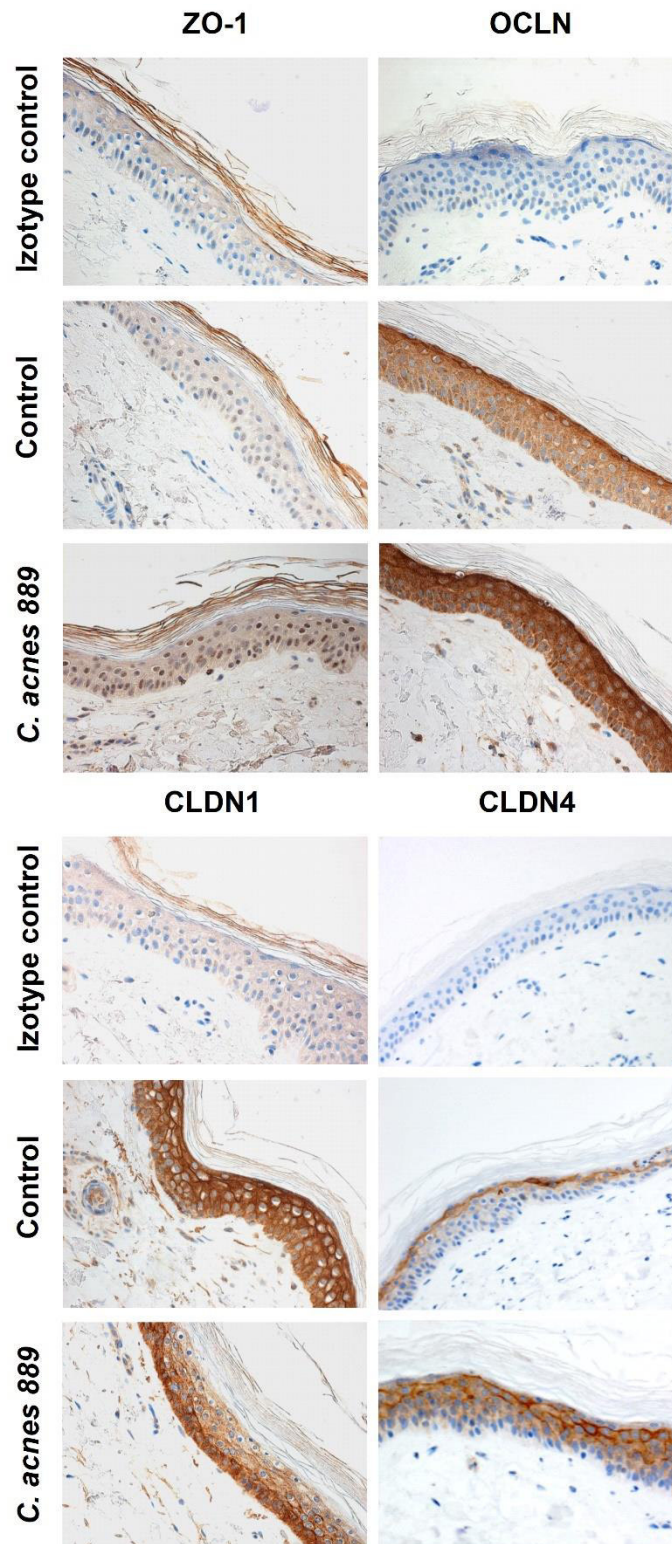 ZO-1 OCLN
Izotype control
Control
C. acnes 889
CLDN1 CLDN4
Izotype control
Control
C. acnes 889